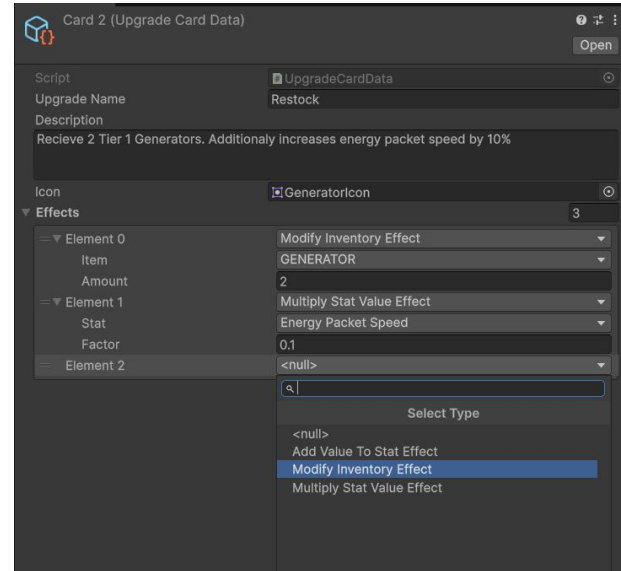 Card 2 (Upgrade Card Data)
Open
Script UpgradeCardData
Upgrade Name Restock
Description
Recieve 2 Tier 1 Generators. Additionaly increases energy packet speed by 10%
Icon GeneratorIcon
Effects 3
Element 0 Modify Inventory Effect
Item GENERATOR
Amount 2
Element 1 Multiply Stat Value Effect
Stat Energy Packet Speed
Factor 0.1
Element 2 <null>
Select Type
<null>
Add Value To Stat Effect
Modify Inventory Effect
Multiply Stat Value Effect